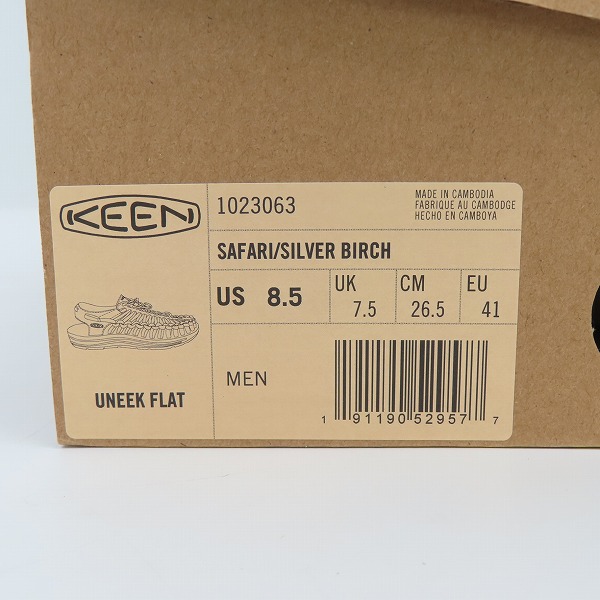 KEEN
1023063
MADE IN CAMBODIA
FABRIQUE AU CAMBODGE
HECHO EN CAMBOYA
SAFARI/SILVER BIRCH
US 8.5
UK 7.5
CM 26.5
EU 41
UNEEK FLAT
MEN
1 91190 52957 7